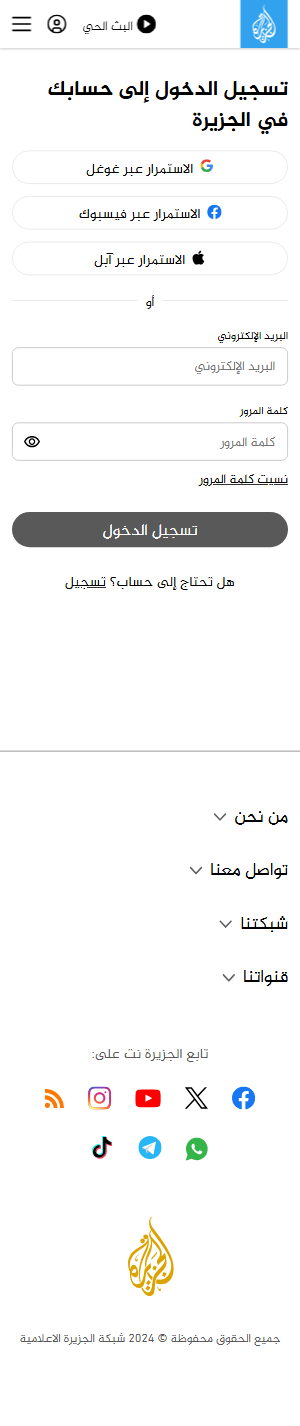 البث الحي
تسجيل الدخول إلى حسابك
في الجزيرة
الاستمرار عبر غوغل
الاستمرار عبر فيسبوك
الاستمرار عبر آبل
أو
البريد الإلكتروني
البريد الإلكتروني
كلمة المرور
كلمة المرور
نسيت كلمة المرور
تسجيل الدخول
هل تحتاج إلى حساب؟ تسجيل
من نحن
تواصل معنا
شبكتنا
قنواتنا
تابع الجزيرة نت على:
الجزيرة
جميع الحقوق محفوظة © 2024 شبكة الجزيرة الاعلامية